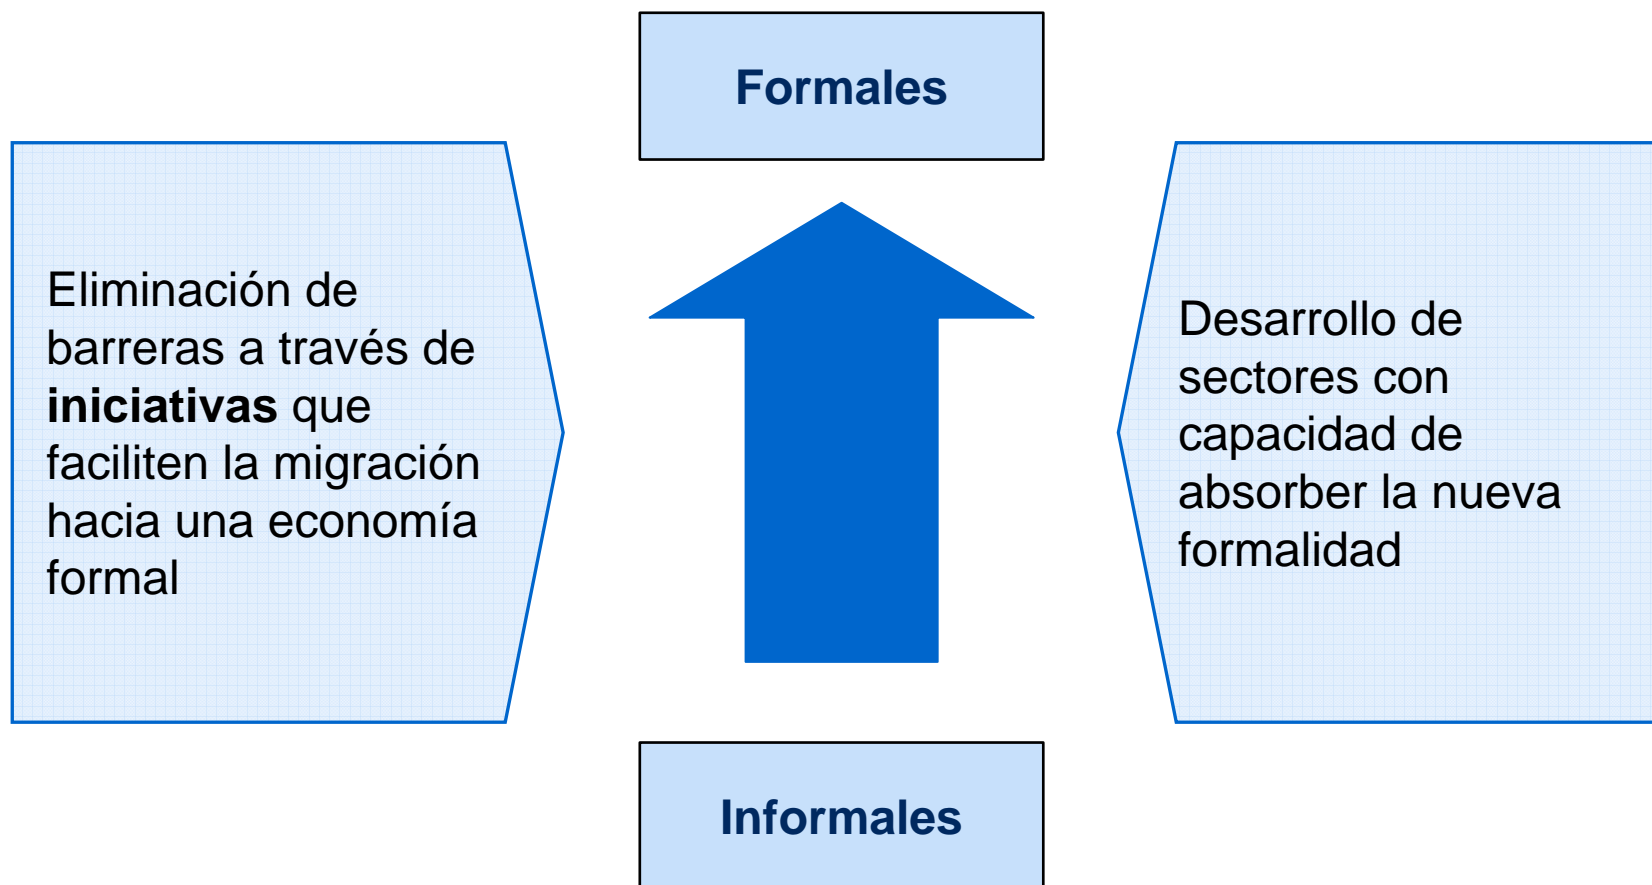 Formales
Eliminación de
barreras a través de
iniciativas que
faciliten la migración
hacia una economía
formal
Desarrollo de
sectores con
capacidad de
absorber la nueva
formalidad
Informales